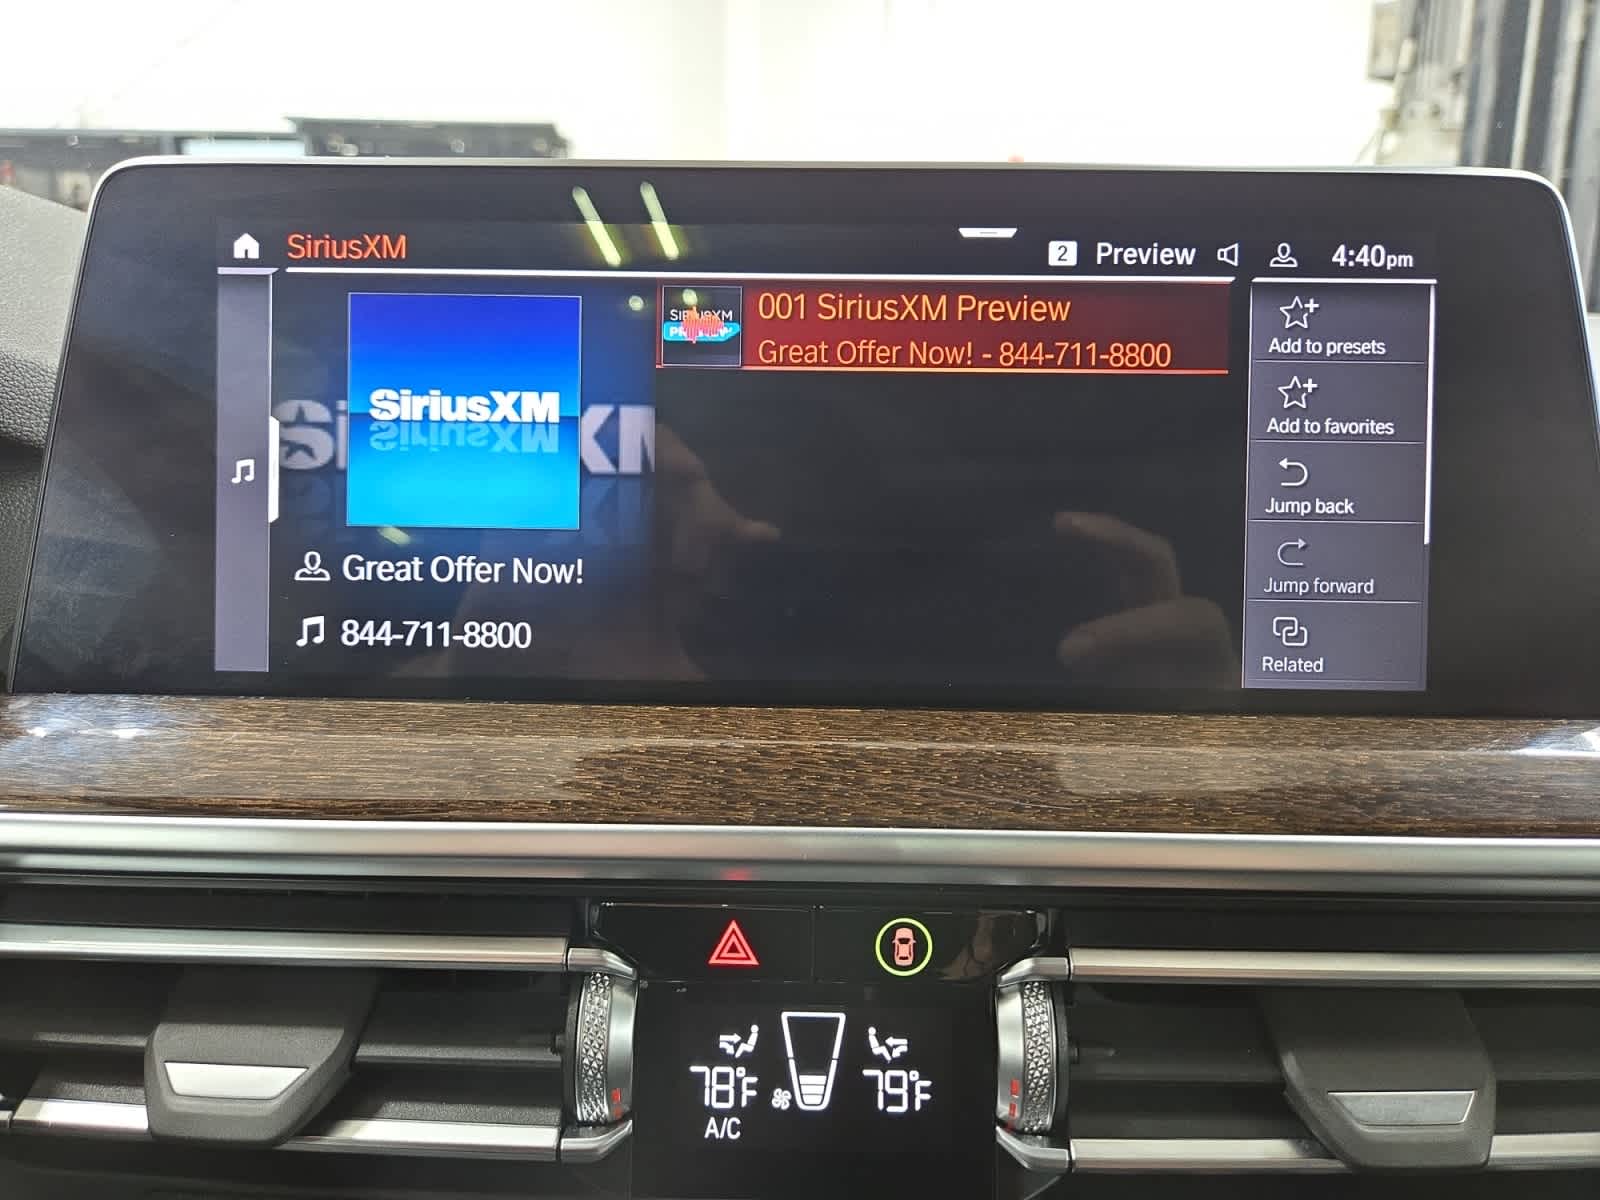 SiriusXM
2 Preview
4:40pm
SiriusXM
Great Offer Now!
844-711-8800
SIRIUSXM
001 SiriusXM Preview
Great Offer Now! - 844-711-8800
Add to presets
Add to favorites
Jump back
Jump forward
Related
78°F
79°F
A/C